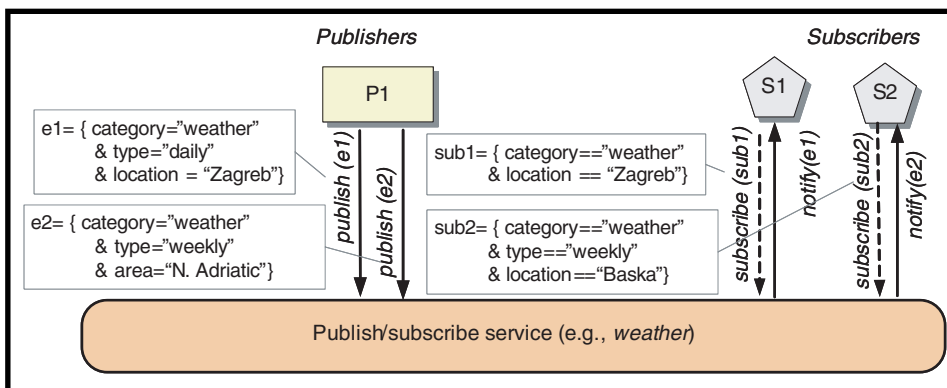 Publishers
Subscribers
P1
S1
S2
e1= { category="weather"
& type="daily"
& location = “Zagreb”}
e2= { category="weather"
& type=”weekly”
& area=“N. Adriatic”}
publish (e1)
publish (e2)
sub1= { category==”weather”
& location == “Zagreb”}
sub2= { category==”weather”
& type==”weekly”
& location==“Baska”}
subscribe (sub1)
notify(e1)
subscribe (sub2)
notify(e2)
Publish/subscribe service (e.g., weather)